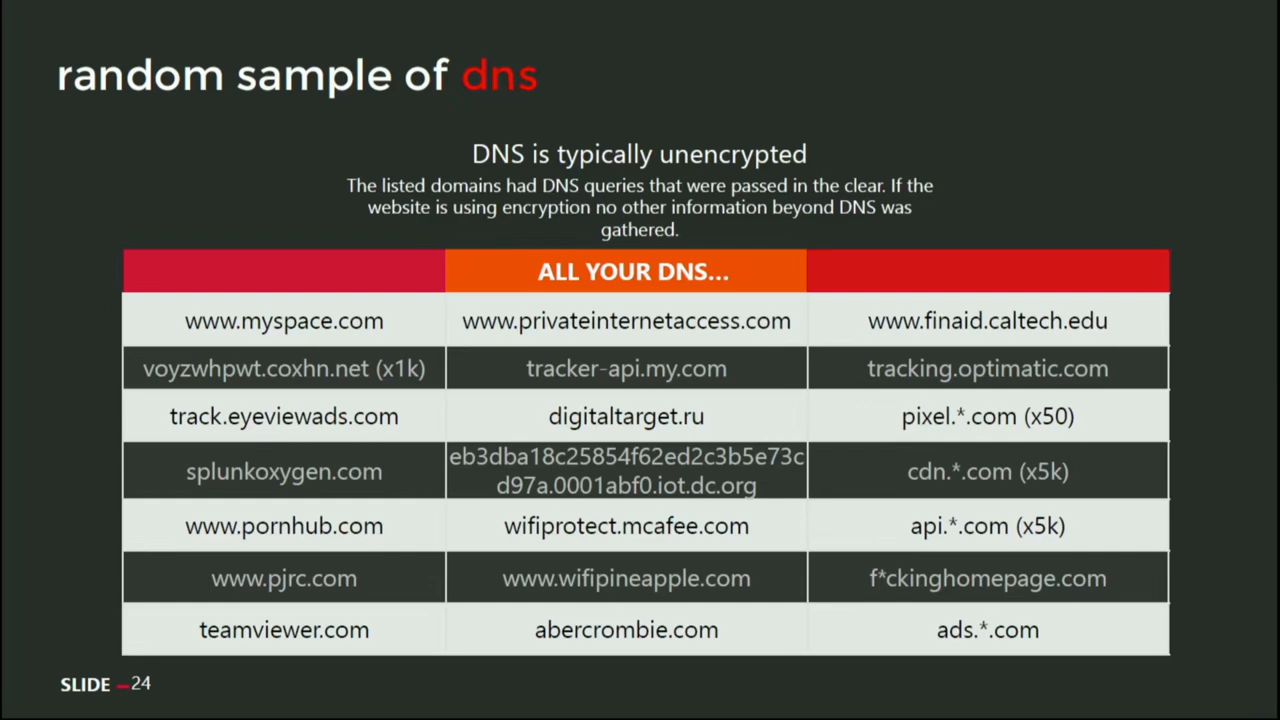 random sample of dns
DNS is typically unencrypted
The listed domains had DNS queries that were passed in the clear. If the
website is using encryption no other information beyond DNS was
gathered.
ALL YOUR DNS...
www.myspace.com www.privateinternetaccess.com www.finaid.caltech.edu
voyzwhpwt.coxhn.net (x1k) tracker-api.my.com tracking.optimatic.com
track.eyeviewads.com digitaltarget.ru pixel.*.com (x50)
splunkoxygen.com eb3dba18c25854f62ed2c3b5e73c cdn.*.com (x5k)
d97a.0001abf0.iot.dc.org
www.pornhub.com wifiprotect.mcafee.com api.*.com (x5k)
www.pjrc.com www.wifipineapple.com f*ckinghomepage.com
teamviewer.com abercrombie.com ads.*.com
SLIDE 24